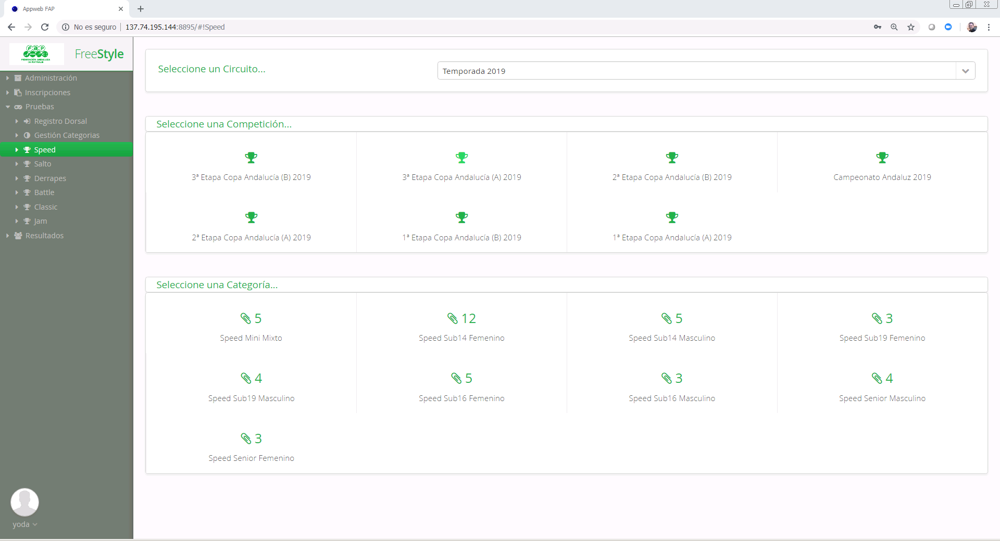 Appweb FAP
No es seguro
137.74.195.144:8895/#!Speed
FaP
FEDERACION ANDALUZA
DE PATINAJE
FreeStyle
Administración
Inscripciones
Pruebas
Registro Dorsal
Gestión Categorias
Speed
Salto
Derrapes
Battle
Classic
Jam
Resultados
yoda
Seleccione un Circuito...
Temporada 2019
Seleccione una Competición...
3ª Etapa Copa Andalucía (B) 2019
3ª Etapa Copa Andalucía (A) 2019
2ª Etapa Copa Andalucía (B) 2019
Campeonato Andaluz 2019
2ª Etapa Copa Andalucía (A) 2019
1ª Etapa Copa Andalucía (B) 2019
1ª Etapa Copa Andalucía (A) 2019
Seleccione una Categoría...
5
Speed Mini Mixto
12
Speed Sub14 Femenino
5
Speed Sub14 Masculino
3
Speed Sub19 Femenino
4
Speed Sub19 Masculino
5
Speed Sub16 Femenino
3
Speed Sub16 Masculino
4
Speed Senior Masculino
3
Speed Senior Femenino